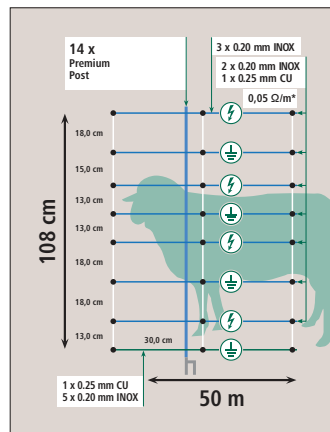 14 x
Premium
Post
3 x 0.20 mm INOX
2 x 0.20 mm INOX
1 x 0.25 mm CU
0,05 Ω/m*
108 cm
18,0 cm
15,0 cm
13,0 cm
13,0 cm
18,0 cm
18,0 cm
13,0 cm
30,0 cm
1 x 0.25 mm CU
5 x 0.20 mm INOX
50 m